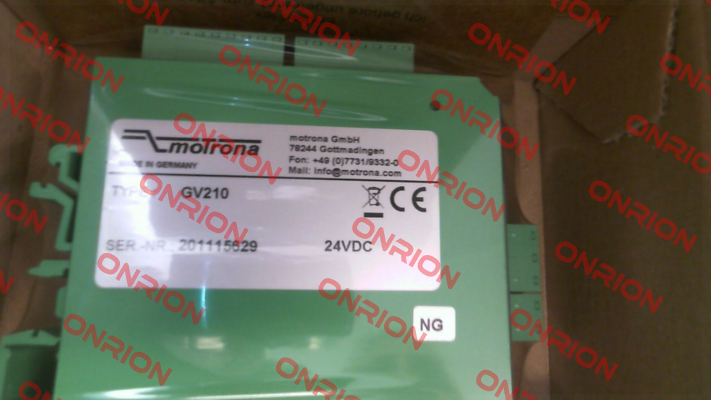 motrona
MADE IN GERMANY
motrona GmbH
78244 Gottmadingen
Fon: +49 (0)7731/9332-0
Mail: info@motrona.com
TYPE GV210
SER.-NR.: 201115629 24VDC
NG
ONRION